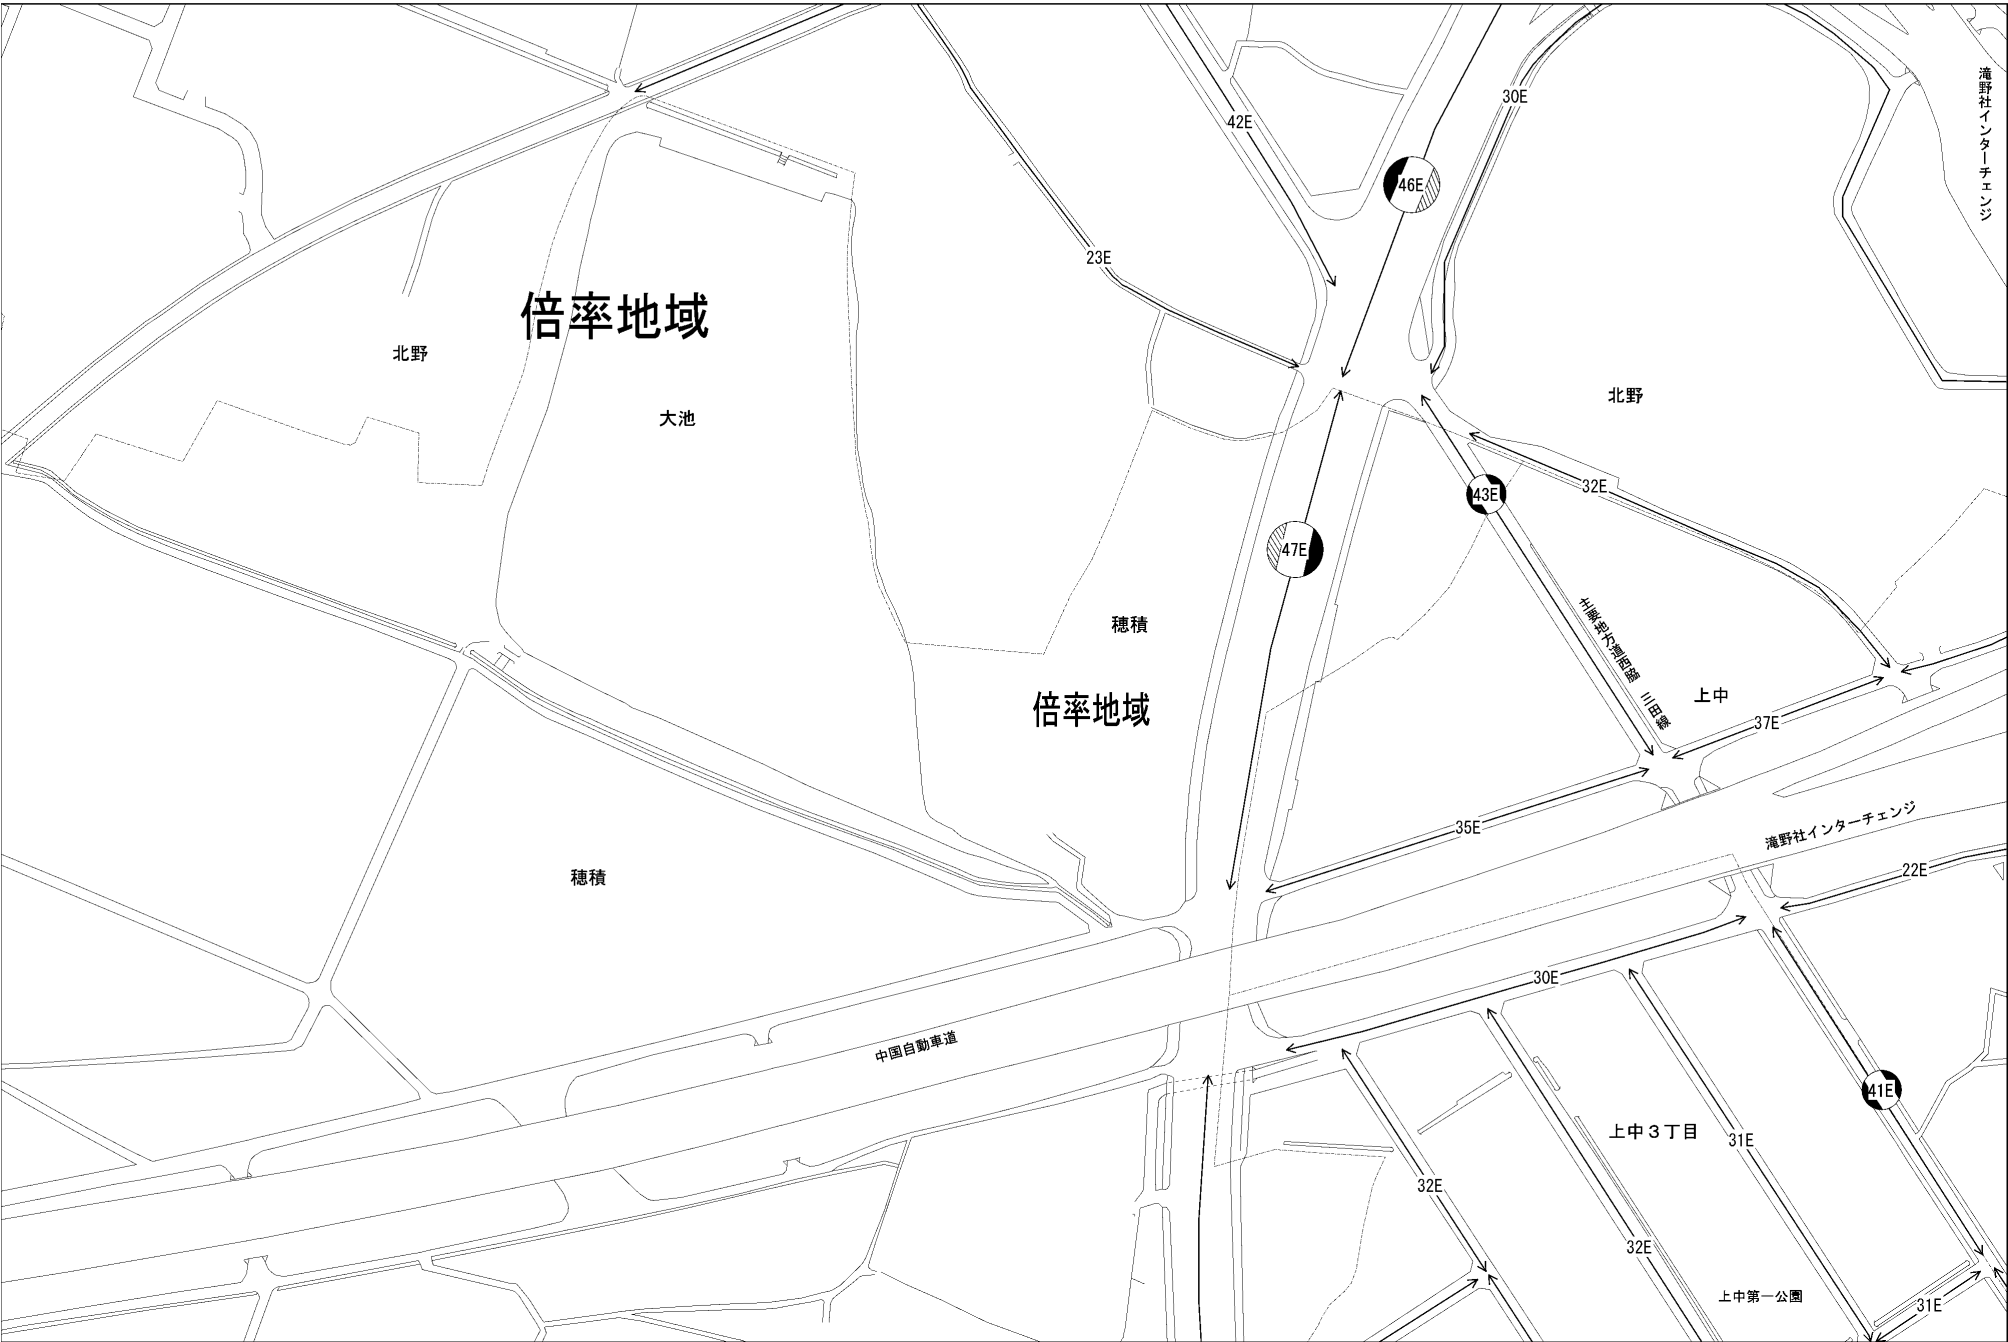 滝野社インターチェンジ
30E
42E
46E
23E
倍率地域
北野
北野
大池
32E
43E
47E
穂積
主要地方道西脇 三田線
倍率地域
上中
37E
35E
滝野社インターチェンジ
22E
穂積
30E
中国自動車道
41E
上中3丁目
31E
32E
32E
上中第一公園
31E